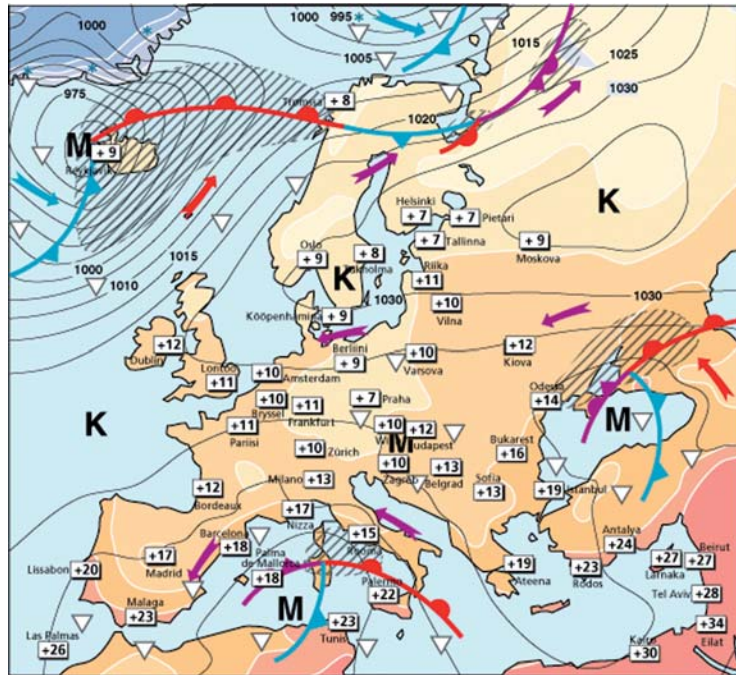 1000
1000
995
1005
1015
1025
1030
975
Tromssa
+ 8
1020
M
+ 9
Reykjavik
K
Helsinki
+ 7
+ 7
Pietari
+ 7
Tallinna
+ 9
Moskova
1015
Oslo
+ 9
+ 8
K
Riika
+11
1000
1010
1030
1030
+10
Vilna
Kööpenhamina
+ 9
+12
Dublin
Berliini
+ 9
+10
Varsova
+12
Kiova
Lontoo
+11
+10
Amsterdam
Odessa
+14
+10
Bryssel
+11
Frankfurt
+ 7
Praha
M
K
+11
Pariisi
+10
Zürich
+10
M
+12
Budapest
+10
Zagreb
Bukarest
+16
Milano
+13
+13
Belgrad
Sofia
+13
+12
Bordeaux
+19
Istanbul
+17
Nizza
Barcelona
+18
+15
Rooma
Antalya
+24
Lissabon
+20
+17
Madrid
Palma
de Mallorca
+18
Palermo
+22
+19
Ateena
+23
Rodos
+27
Larnaka
Beirut
+27
M
Tel Aviv
+28
Malaga
+23
+23
Tunis
+34
Eilat
Las Palmas
+26
Kairo
+30